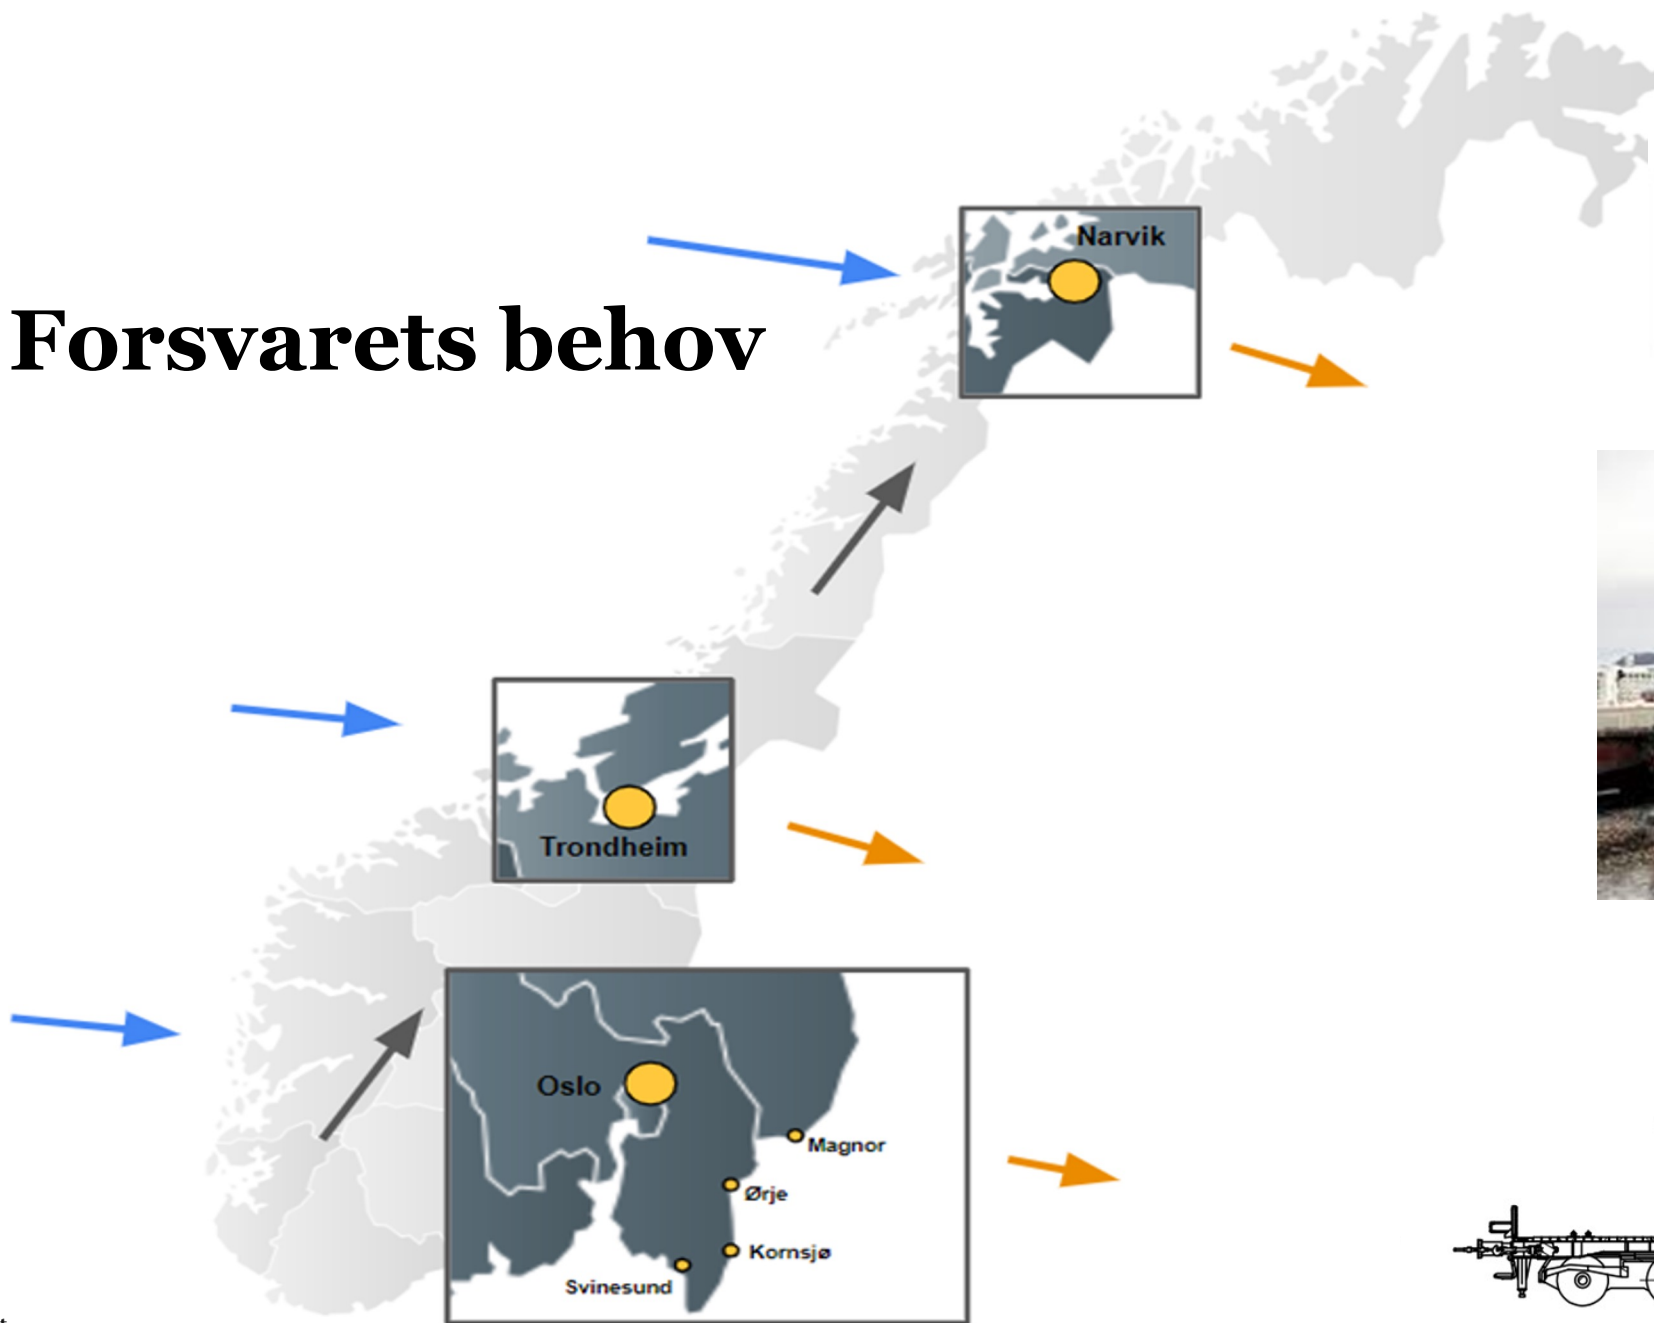 Narvik
Forsvarets behov
Trondheim
Oslo
Magnor
Ørje
Kornsjø
Svinesund